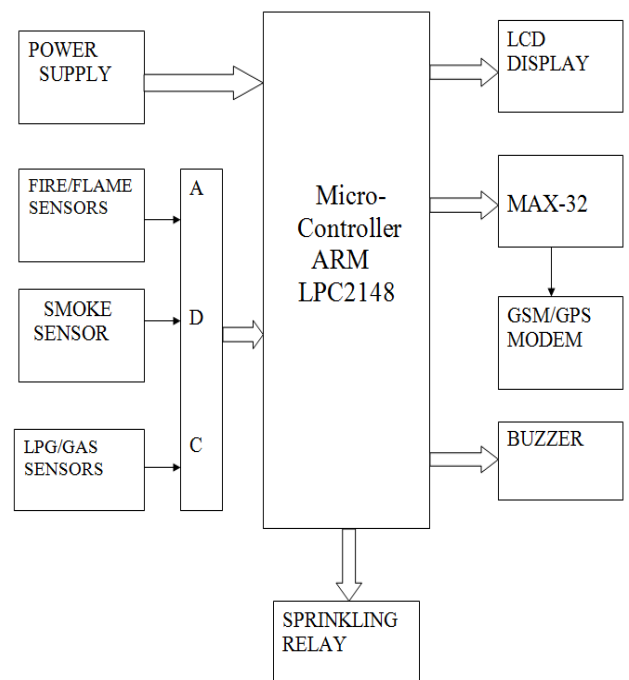 POWER
SUPPLY
FIRE/FLAME
SENSORS
SMOKE
SENSOR
LPG/GAS
SENSORS
A
D
C
Micro-
Controller
ARM
LPC2148
LCD
DISPLAY
MAX-32
GSM/GPS
MODEM
BUZZER
SPRINKLING
RELAY